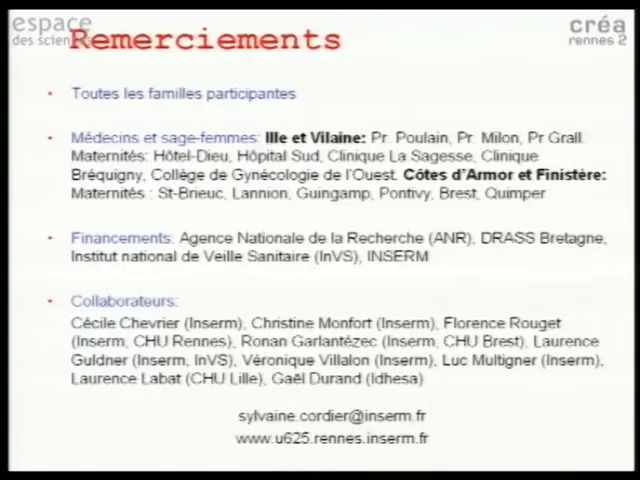 espace
des sciences
Remerciements
créa
rennes 2
• Toutes les familles participantes
• Médecins et sage-femmes: Ille et Vilaine: Pr. Poulain, Pr. Milon, Pr Grall.
Maternités: Hôtel-Dieu, Hôpital Sud, Clinique La Sagesse, Clinique
Bréquigny, Collège de Gynécologie de l'Ouest. Côtes d'Armor et Finistère:
Maternités : St-Brieuc, Lannion, Guingamp, Pontivy, Brest, Quimper
• Financements: Agence Nationale de la Recherche (ANR), DRASS Bretagne,
Institut national de Veille Sanitaire (InVS), INSERM
• Collaborateurs:
Cécile Chevrier (Inserm), Christine Monfort (Inserm), Florence Rouget
(Inserm, CHU Rennes), Ronan Garlantézec (Inserm, CHU Brest), Laurence
Guldner (Inserm, InVS), Véronique Villalon (Inserm), Luc Multigner (Inserm),
Laurence Labat (CHU Lille), Gaël Durand (Idhesa)
sylvaine.cordier@inserm.fr
www.u625.rennes.inserm.fr